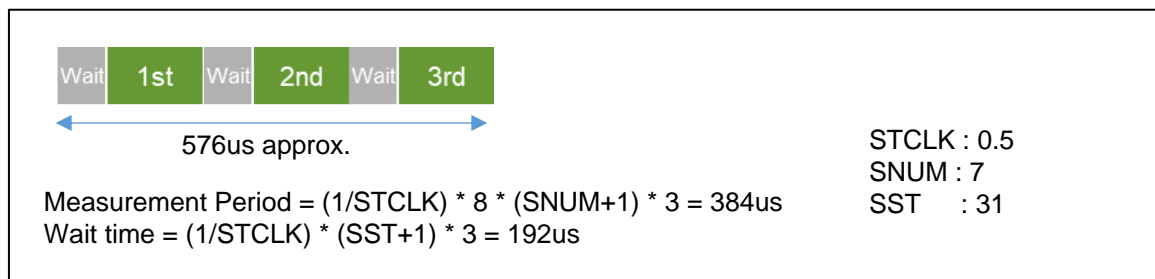 Wait 1st Wait 2nd Wait 3rd
576us approx.
STCLK : 0.5
SNUM : 7
SST : 31
Measurement Period = (1/STCLK) * 8 * (SNUM+1) * 3 = 384us
Wait time = (1/STCLK) * (SST+1) * 3 = 192us